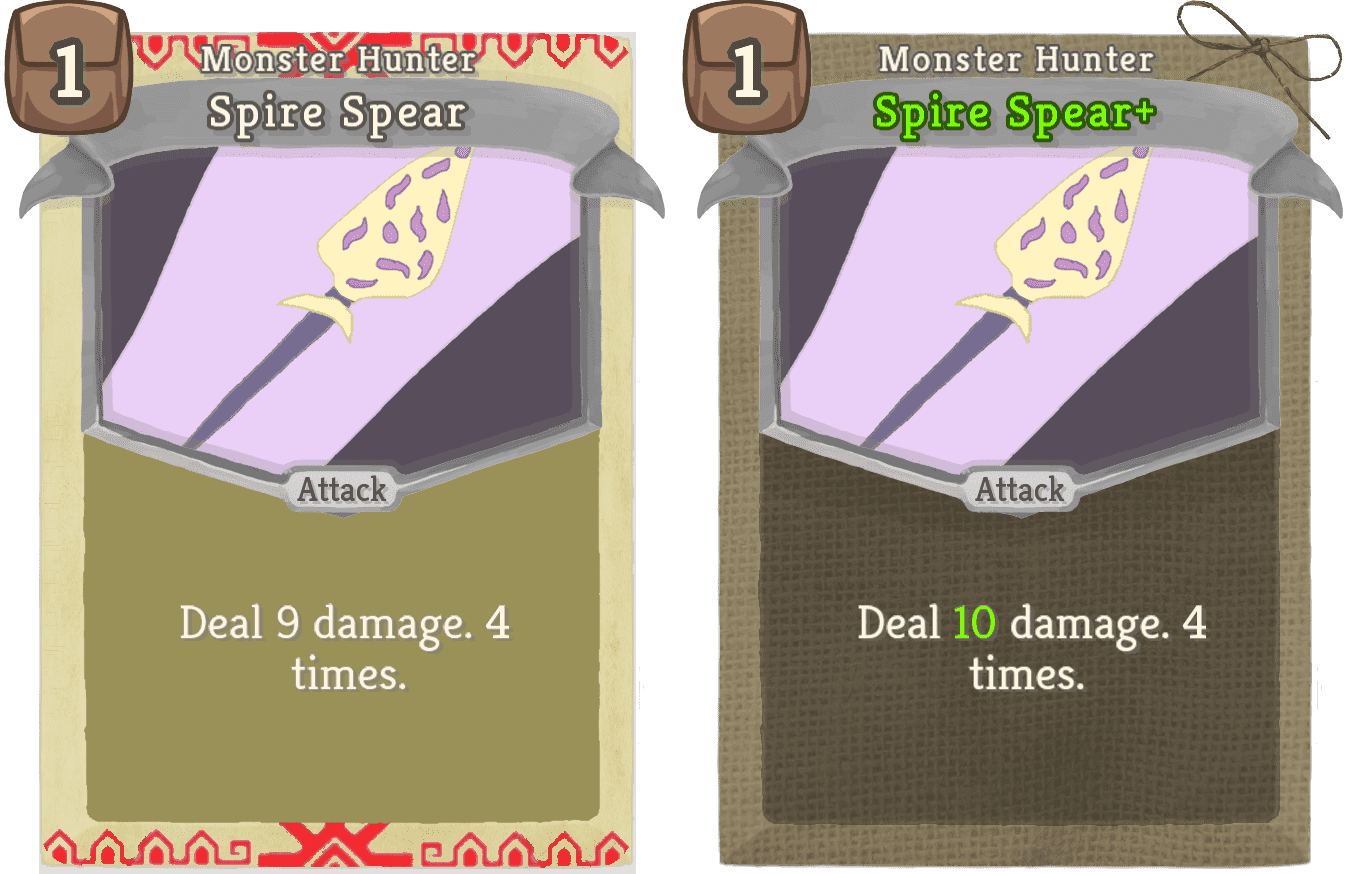 1
Monster Hunter
Spire Spear
Attack
Deal 9 damage. 4
times.
1
Monster Hunter
Spire Spear+
Attack
Deal 10 damage. 4
times.